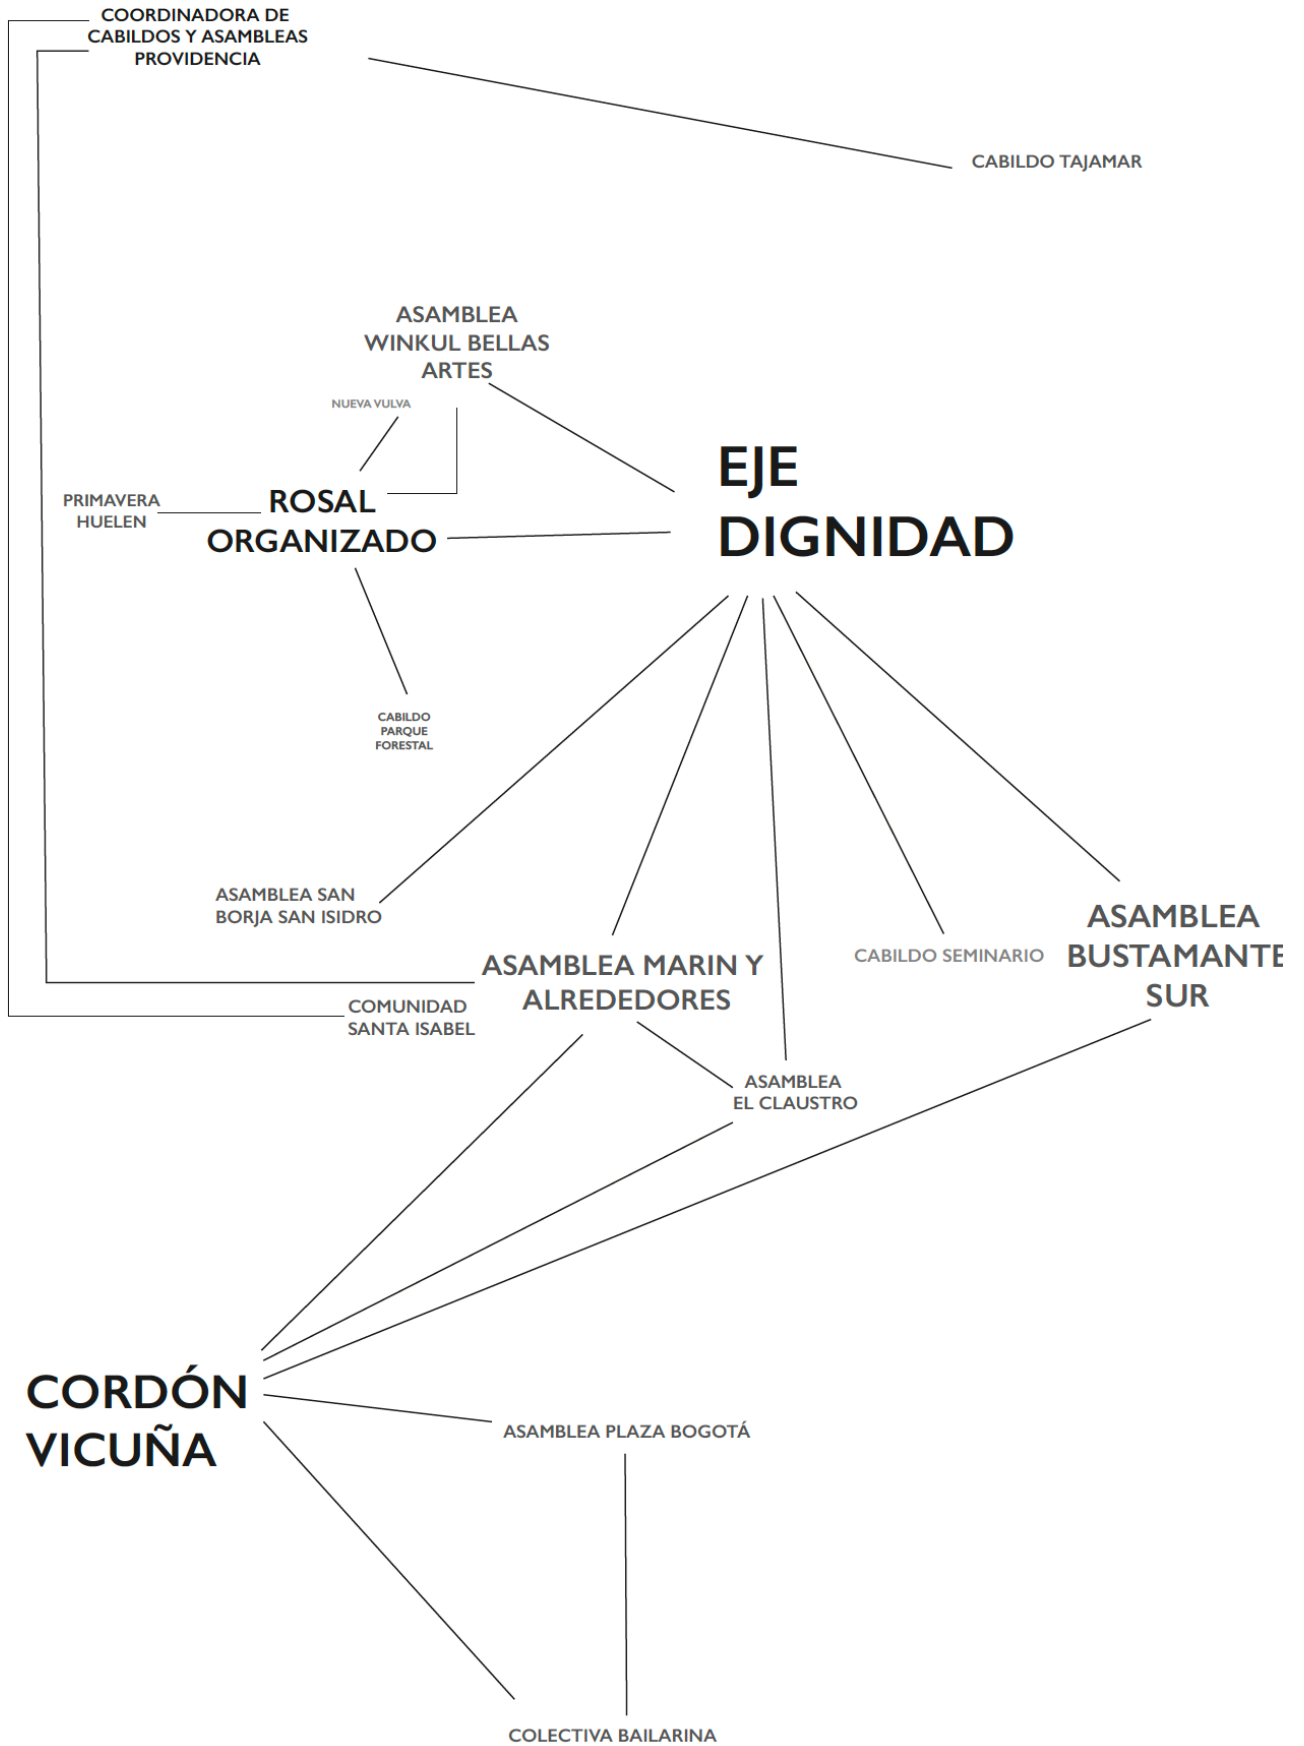 COORDINADORA DE
CABILDOS Y ASAMBLEAS
PROVIDENCIA
CABILDO TAJAMAR
ASAMBLEA
WINKUL BELLAS
ARTES
NUEVA VULVA
EJE
DIGNIDAD
PRIMAVERA
HUELEN
ROSAL
ORGANIZADO
CABILDO
PARQUE
FORESTAL
ASAMBLEA SAN
BORJA SAN ISIDRO
ASAMBLEA MARIN Y
ALREDEDORES
CABILDO SEMINARIO
ASAMBLEA
BUSTAMANTE
SUR
COMUNIDAD
SANTA ISABEL
ASAMBLEA
EL CLAUSTRO
CORDÓN
VICUÑA
ASAMBLEA PLAZA BOGOTÁ
COLECTIVA BAILARINA